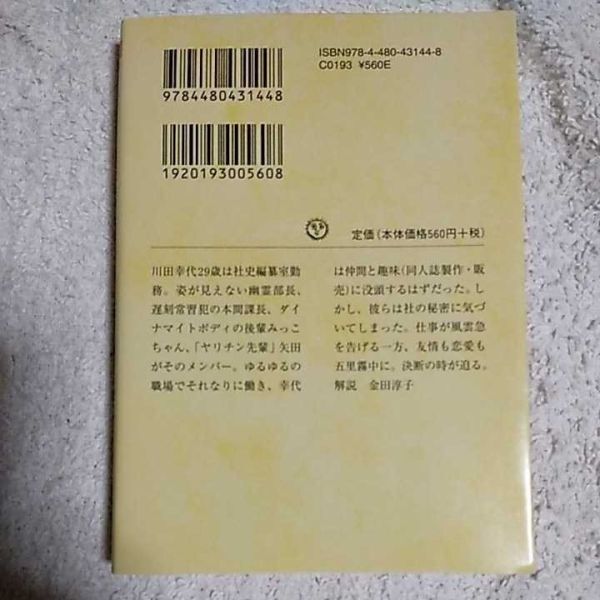 ISBN978-4-480-43144-8
C0193 ¥560E
9784480431448
1920193005608
定価(本体価格560円+税)
川田幸代29歳は社史編纂室勤
務。姿が見えない幽霊部長、
遅刻常習犯の本間課長、ダイ
ナマイトボディの後輩みっこ
ちゃん、「ヤリチン先輩」矢田
がそのメンバー。ゆるゆるの
職場でそれなりに働き、幸代
は仲間と趣味(同人誌製作・販
売)に没頭するはずだった。し
かし、彼らは社の秘密に気づ
いてしまった。仕事が風雲急
を告げる一方、友情も恋愛も
五里霧中に。決断の時が迫る。
解説 金田淳子